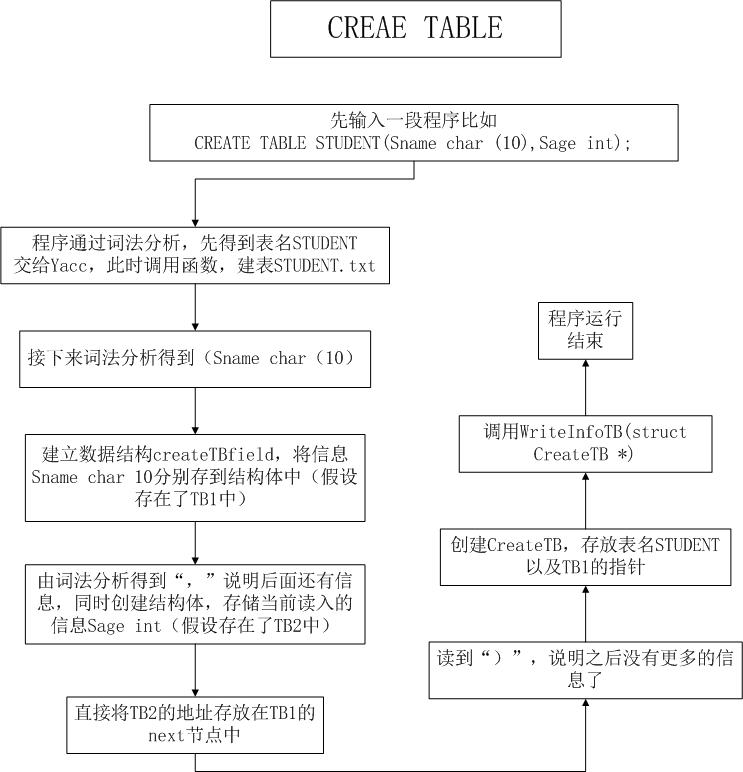 CREAE TABLE
先输入一段程序比如
CREATE TABLE STUDENT(Sname char (10),Sage int);
程序通过词法分析，先得到表名STUDENT
交给Yacc，此时调用函数，建表STUDENT.txt
接下来词法分析得到（Sname char（10）
建立数据结构createTBfield，将信息
Sname char 10分别存到结构体中（假设
存在了TB1中）
由词法分析得到“，”说明后面还有信
息，同时创建结构体，存储当前读入的
信息Sage int（假设存在了TB2中）
直接将TB2的地址存放在TB1的
next节点中
读到“）”，说明之后没有更多的信
息了
创建CreateTB，存放表名STUDENT
以及TB1的指针
调用WriteInfoTB(struct
CreateTB *)
程序运行
结束